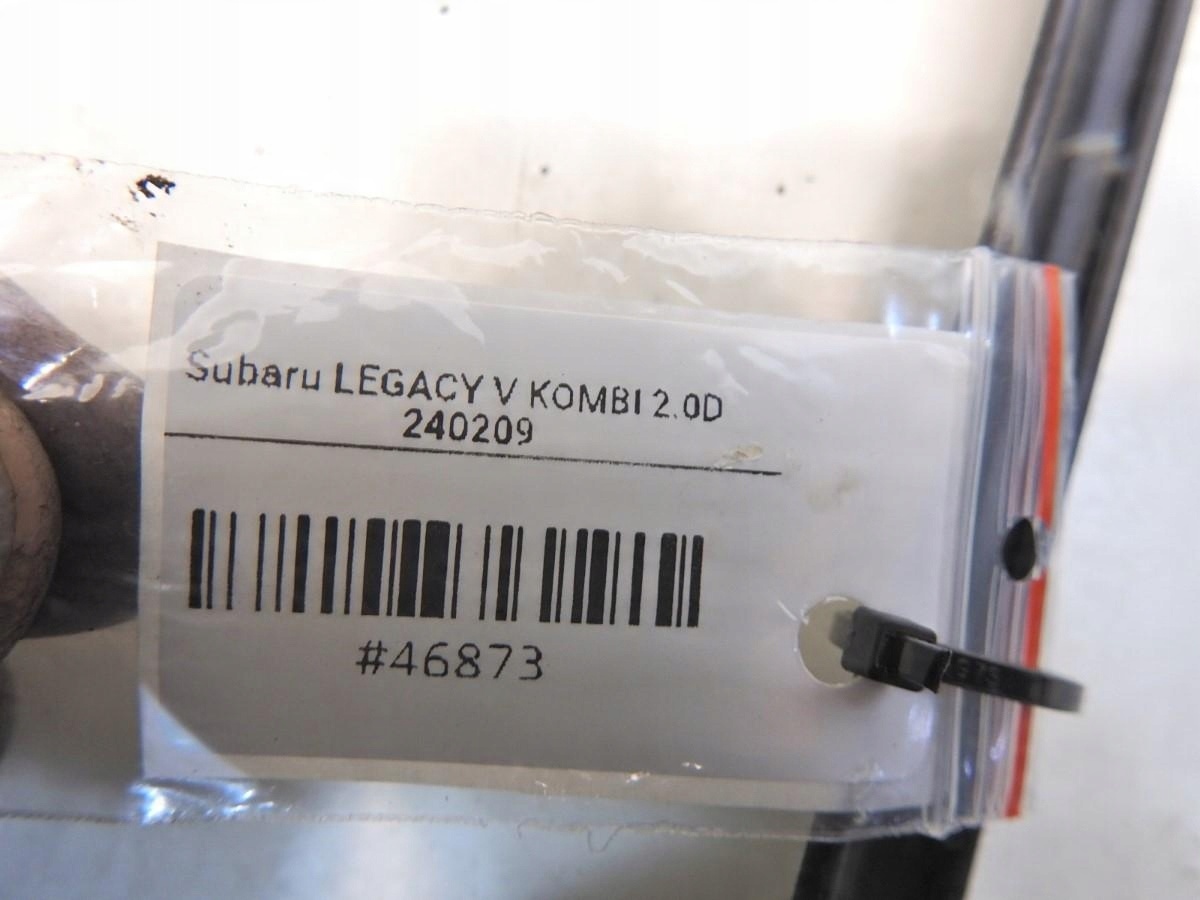 Subaru LEGACY V KOMBI 2.0D
240209
#46873